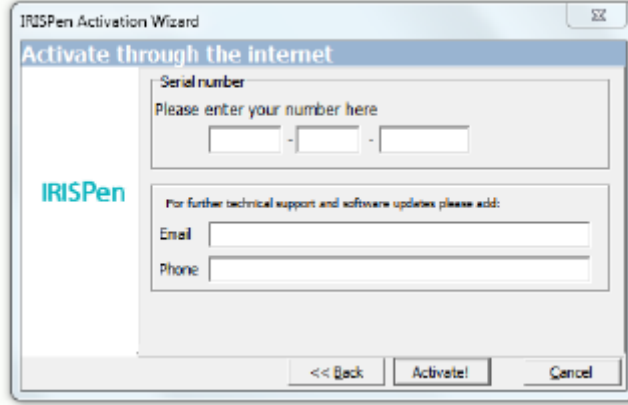 IRISPen Activation Wizard
Activate through the internet
Serial number
Please enter your number here
- -
IRISPen
For further technical support and software updates please add:
Email
Phone
<< Back Activate! Cancel